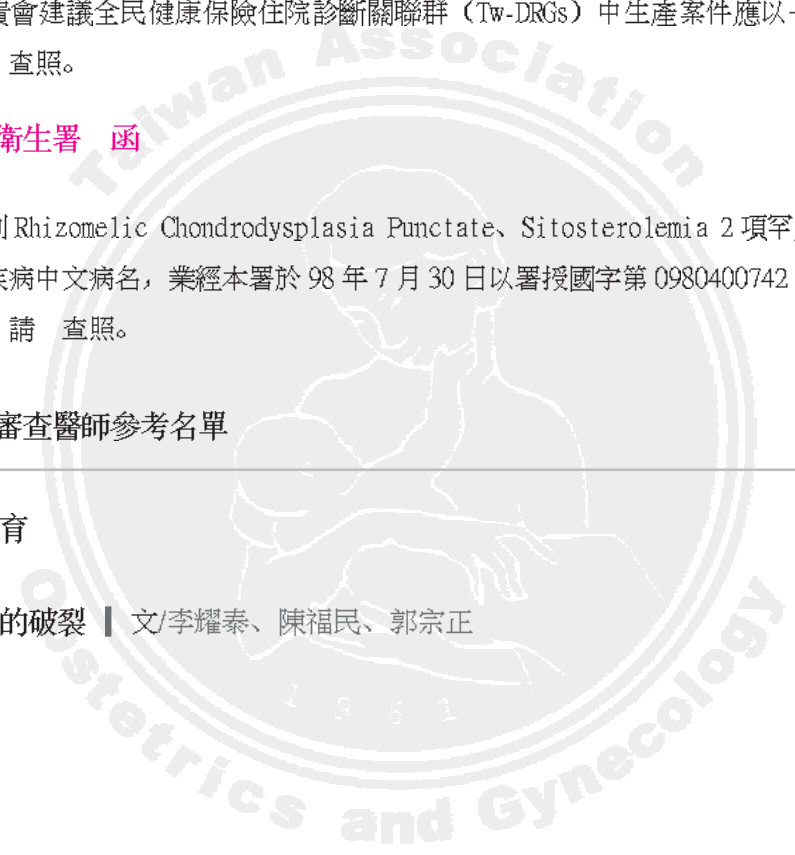 貴會建議全民健康保險住院診斷關聯群（Tw-DRGs）中生產案件應以
查照。
衛生署 函
Rhizomelic Chondrodysplasia Punctate、Sitosterolemia 2 項罕
疾病中文病名，業經本署於 98 年 7 月 30 日以署授國字第 0980400742
請 查照。
審查醫師參考名單
育
的破裂 ‖ 文/李耀泰、陳福民、郭宗正
Taiwan Association
1961
Obstetrics and Gynecology